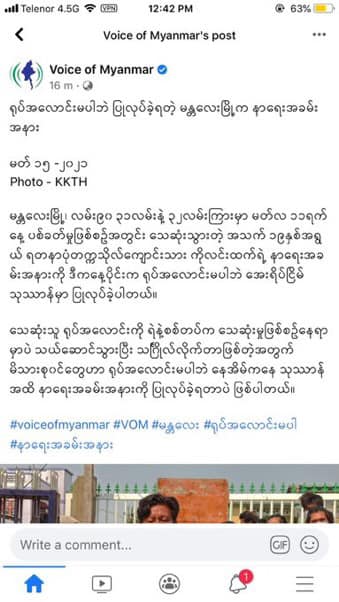 Telenor 4.5G VPN 12:42 PM 63%
Voice of Myanmar's post
Voice of Myanmar
16 m ·
ရုပ်အလောင်းမပါဘဲ ပြုလုပ်ခဲ့ရတဲ့ မန္တလေးမြို့က နာရေးအခမ်း
အနား
မတ် ၁၅ -၂၀၂၁
Photo - KKTH
မန္တလေးမြို့၊ လမ်း၉၀ ၃၁လမ်းနဲ့ ၃၂လမ်းကြားမှာ မတ်လ ၁၁ရက်
နေ့ ပစ်ခတ်မှုဖြစ်စဉ်အတွင်း သေဆုံးသွားတဲ့ အသက် ၁၉နှစ်အရွ
ယ် ရတနာပုံတက္ကသိုလ်ကျောင်းသား ကိုလင်းထက်ရဲ့ နာရေးအခ
မ်းအနားကို ဒီကနေ့ပိုင်းက ရုပ်အလောင်းမပါဘဲ အေးရိပ်ငြိမ်
သုဿာန်မှာ ပြုလုပ်ခဲ့ပါတယ်။
သေဆုံးသူ ရုပ်အလောင်းကို ရဲနဲ့စစ်တပ်က သေဆုံးမှုဖြစ်စဉ်နေရာ
မှာပဲ သယ်ဆောင်သွားပြီး သင်္ဂြိုလ်လိုက်တာဖြစ်တဲ့အတွက်
မိသားစုဝင်တွေဟာ ရုပ်အလောင်းမပါဘဲ နေအိမ်ကနေ သုဿာန်
အထိ နာရေးအခမ်းအနားကို ပြုလုပ်ခဲ့ရတာပဲ ဖြစ်ပါတယ်။
#voiceofmyanmar #VOM #မန္တလေး #ရုပ်အလောင်းမပါ
#နာရေးအခမ်းအနား
Write a comment...
GIF
1